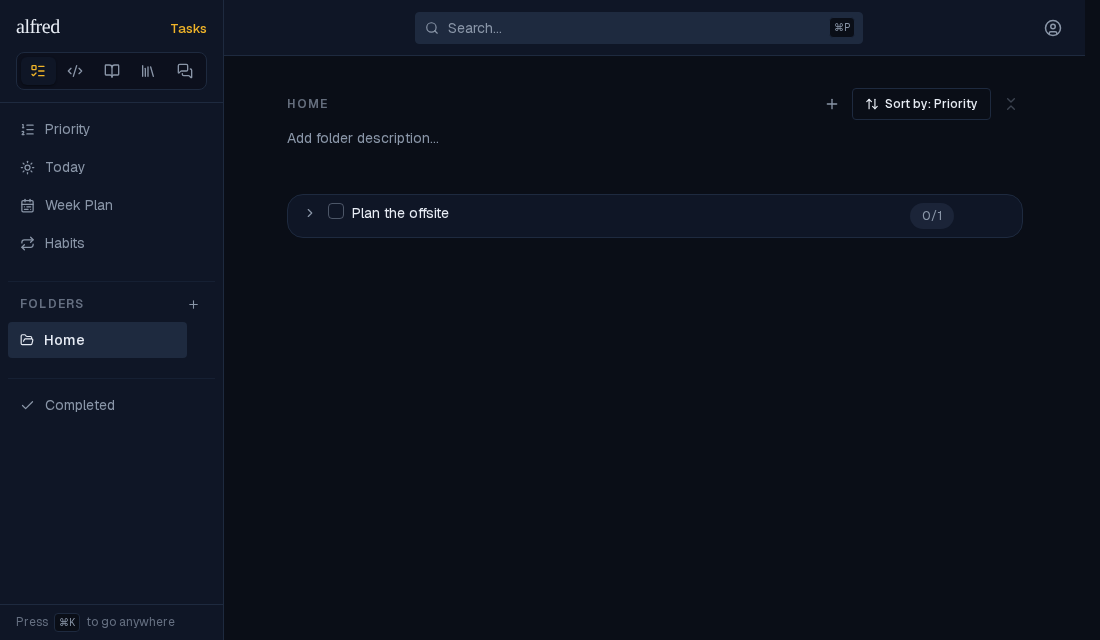 alfred
Tasks
Search...
⌘P
Priority
Today
Week Plan
Habits
FOLDERS
Home
Completed
Press ⌘K to go anywhere
HOME
Sort by: Priority
Add folder description...
Plan the offsite
0/1